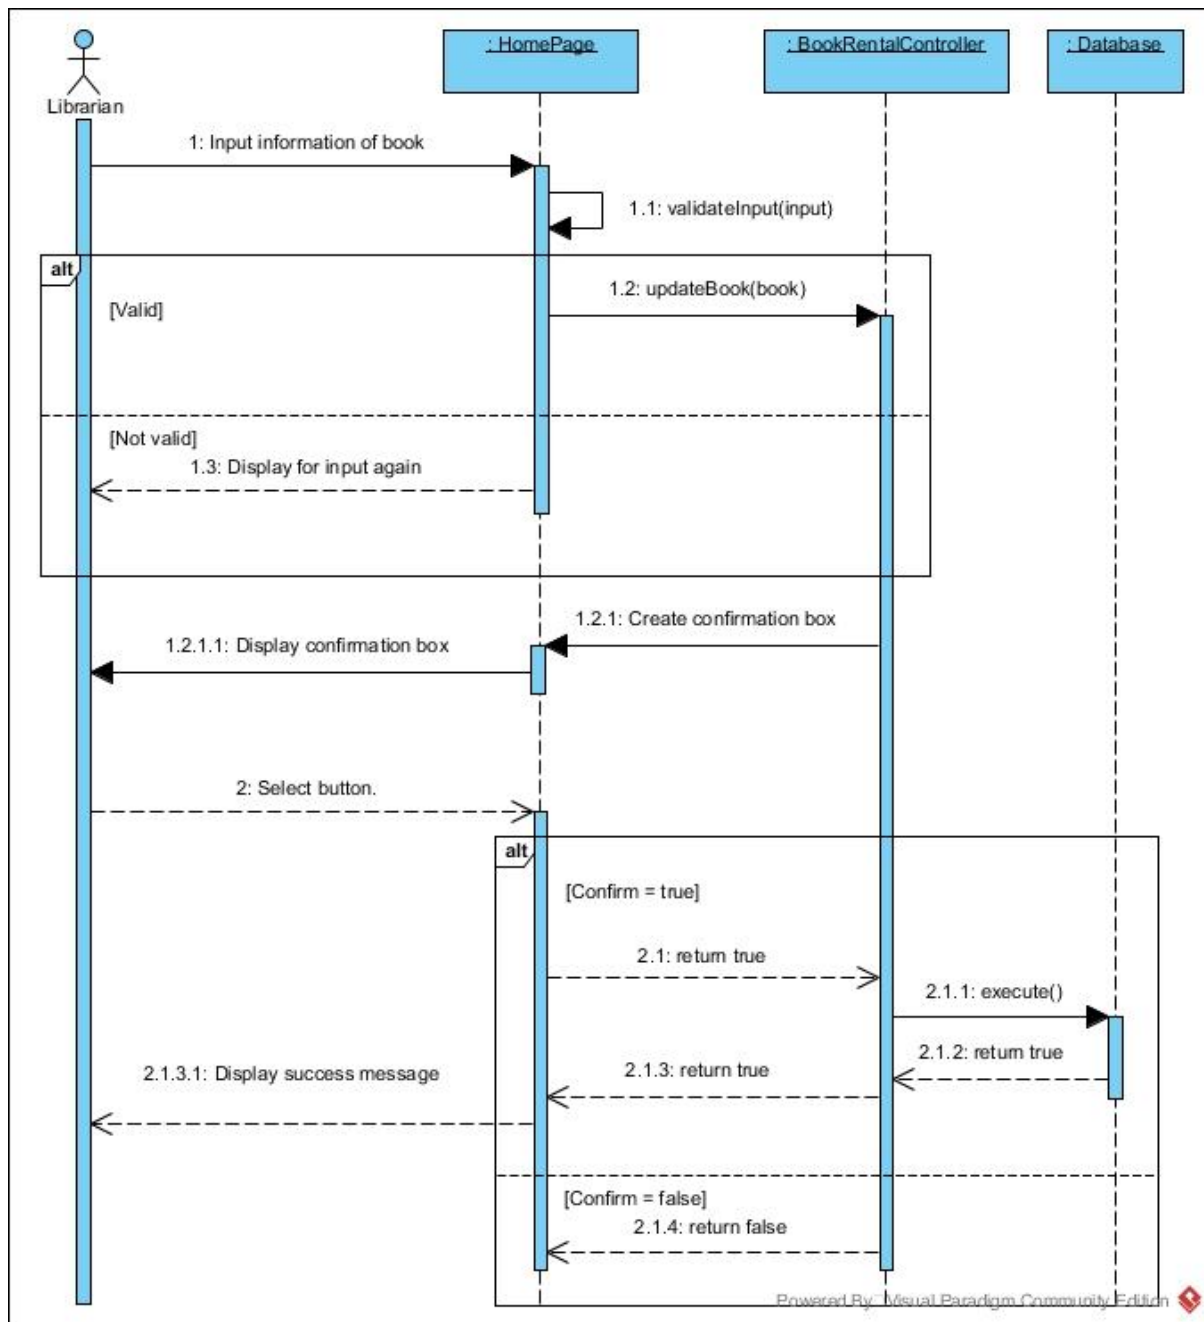 : HomePage
: BookRentalController
: Database
Librarian
1: Input information of book
1.1: validateInput(input)
alt
1.2: updateBook(book)
[Valid]
[Not valid]
1.3: Display for input again
1.2.1: Create confirmation box
1.2.1.1: Display confirmation box
2: Select button.
alt
[Confirm = true]
2.1: return true
2.1.1: execute()
2.1.2: return true
2.1.3: return true
2.1.3.1: Display success message
[Confirm = false]
2.1.4: return false
Powered By Visual Paradigm Community Edition